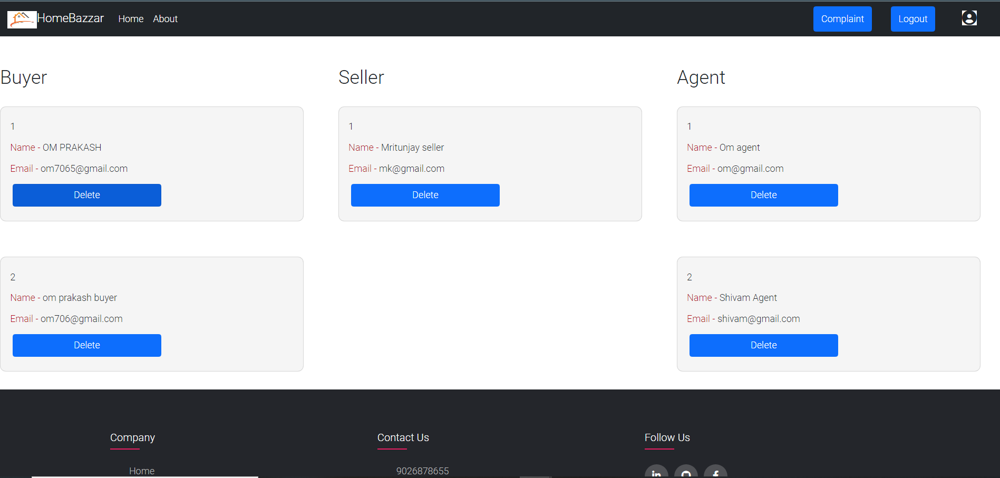 HomeBazzar Home About Complaint Logout
Buyer Seller Agent
1
Name - OM PRAKASH
Email - om7065@gmail.com
Delete
1
Name - Mritunjay seller
Email - mk@gmail.com
Delete
1
Name - Om agent
Email - om@gmail.com
Delete
2
Name - om prakash buyer
Email - om706@gmail.com
Delete
2
Name - Shivam Agent
Email - shivam@gmail.com
Delete
Company
Home
Contact Us
9026878655
Follow Us